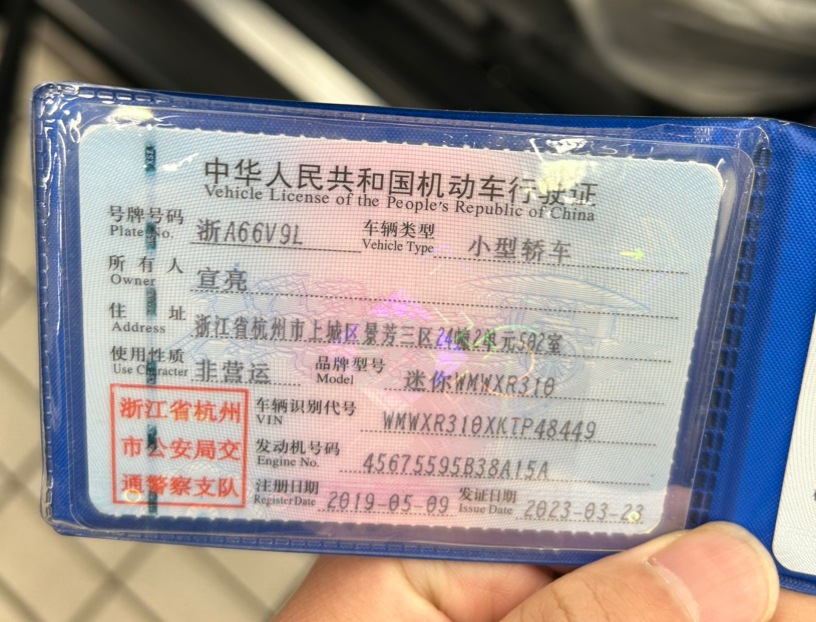 中华人民共和国机动车行驶证
Vehicle License of the People's Republic of China
号牌号码 浙A66V9L 车辆类型 小型轿车
Plate No. Vehicle Type
所有人 宣亮
Owner
住址 浙江省杭州市上城区景芳三区24幢2单元502室
Address
使用性质 非营运 品牌型号 迷你WMWXR310
Use Character Model
浙江省杭州
市公安局交
通警察支队
车辆识别代号 WMWXR310XKTP48449
VIN
发动机号码 45675595B38A15A
Engine No.
注册日期 2019-05-09 发证日期 2023-03-23
Register Date Issue Date